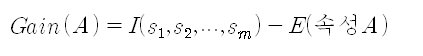 Gain(A) = I(s₁,s₂,...,sₘ) − E(속성A)